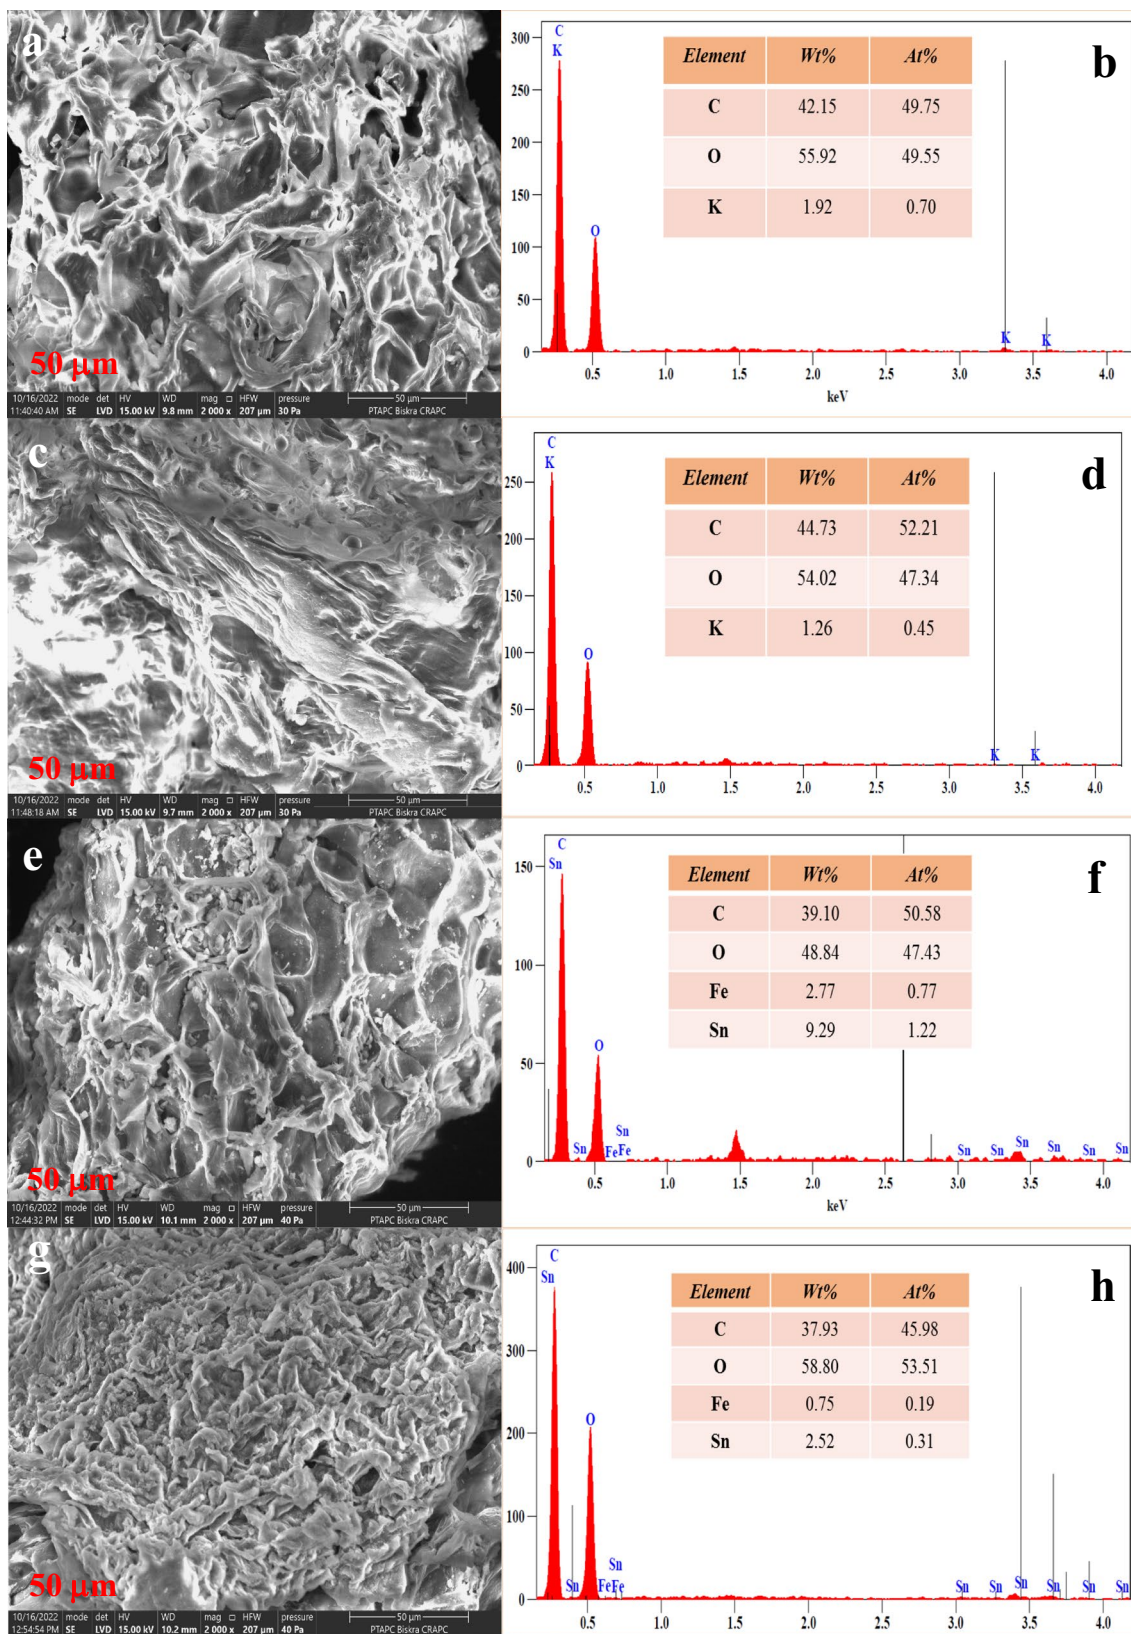 a
50 µm
10/16/2022 mode det HV WD mag □ HFW pressure 50 µm
11:40:40 AM SE LVD 15.00 kV 9.8 mm 2 000 x 207 µm 30 Pa PTAPC Biskra CRAPC
b
Element Wt% At%
C 42.15 49.75
O 55.92 49.55
K 1.92 0.70
C
K
O
K K
300
250
200
150
100
50
0
0.5 1.0 1.5 2.0 2.5 3.0 3.5 4.0
keV
c
50 µm
10/16/2022 mode det HV WD mag □ HFW pressure 50 µm
11:48:18 AM SE LVD 15.00 kV 9.7 mm 2 000 x 207 µm 30 Pa PTAPC Biskra CRAPC
d
Element Wt% At%
C 44.73 52.21
O 54.02 47.34
K 1.26 0.45
C
K
O
K K
250
200
150
100
50
0
0.5 1.0 1.5 2.0 2.5 3.0 3.5 4.0
e
50 µm
10/16/2022 mode det HV WD mag □ HFW pressure 50 µm
12:44:32 PM SE LVD 15.00 kV 10.1 mm 2 000 x 207 µm 40 Pa PTAPC Biskra CRAPC
f
Element Wt% At%
C 39.10 50.58
O 48.84 47.43
Fe 2.77 0.77
Sn 9.29 1.22
C
Sn
O
Sn
Sn Fe Fe
Sn Sn Sn Sn Sn Sn
150
100
50
0
0.5 1.0 1.5 2.0 2.5 3.0 3.5 4.0
keV
g
50 µm
10/16/2022 mode det HV WD mag □ HFW pressure 50 µm
12:54:54 PM SE LVD 15.00 kV 10.2 mm 2 000 x 207 µm 40 Pa PTAPC Biskra CRAPC
h
Element Wt% At%
C 37.93 45.98
O 58.80 53.51
Fe 0.75 0.19
Sn 2.52 0.31
C
Sn
O
Sn
Sn Fe Fe
Sn Sn Sn Sn Sn Sn
400
300
200
100
0
0.5 1.0 1.5 2.0 2.5 3.0 3.5 4.0